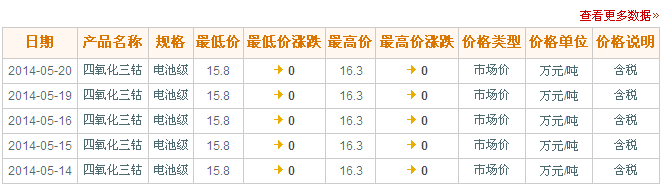 查看更多数据»
日期 产品名称 规格 最低价 最低价涨跌 最高价 最高价涨跌 价格类型 价格单位 价格说明
2014-05-20 四氧化三钴 电池级 15.8 → 0 16.3 → 0 市场价 万元/吨 含税
2014-05-19 四氧化三钴 电池级 15.8 → 0 16.3 → 0 市场价 万元/吨 含税
2014-05-16 四氧化三钴 电池级 15.8 → 0 16.3 → 0 市场价 万元/吨 含税
2014-05-15 四氧化三钴 电池级 15.8 → 0 16.3 → 0 市场价 万元/吨 含税
2014-05-14 四氧化三钴 电池级 15.8 → 0 16.3 → 0 市场价 万元/吨 含税